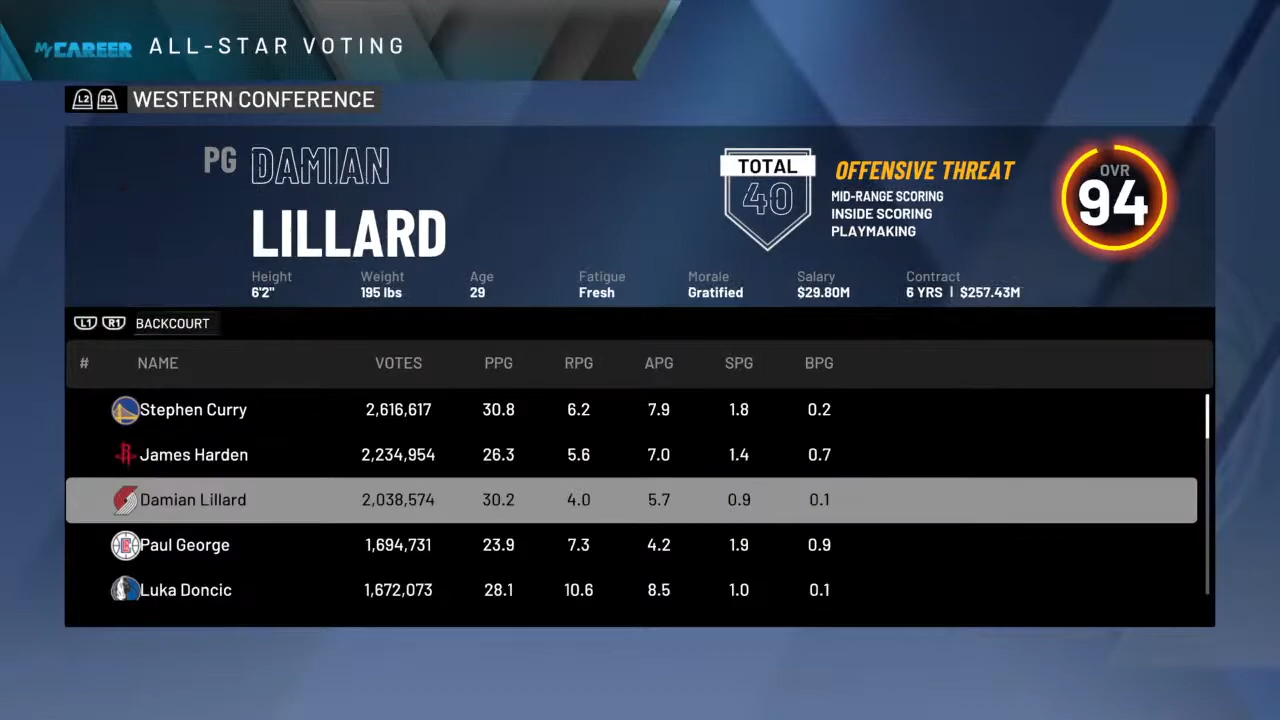 MyCAREER ALL-STAR VOTING
L2 R2 WESTERN CONFERENCE
PG DAMIAN
LILLARD
TOTAL
40
OFFENSIVE THREAT
MID-RANGE SCORING
INSIDE SCORING
PLAYMAKING
OVR
94
Height Weight Age Fatigue Morale Salary Contract
6'2" 195 lbs 29 Fresh Gratified $29.80M 6 YRS | $257.43M
L1 R1 BACKCOURT
# NAME VOTES PPG RPG APG SPG BPG
Stephen Curry 2,616,617 30.8 6.2 7.9 1.8 0.2
James Harden 2,234,954 26.3 5.6 7.0 1.4 0.7
Damian Lillard 2,038,574 30.2 4.0 5.7 0.9 0.1
Paul George 1,694,731 23.9 7.3 4.2 1.9 0.9
Luka Doncic 1,672,073 28.1 10.6 8.5 1.0 0.1